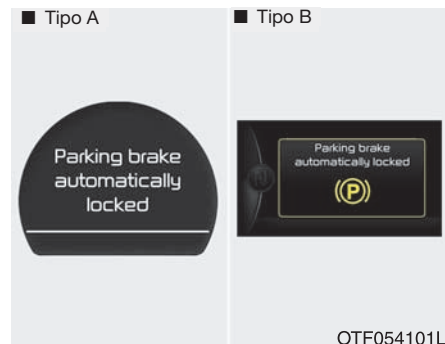 ■ Tipo A
Parking brake
automatically
locked
■ Tipo B
Parking brake
automatically locked
(P)
OTF054101L